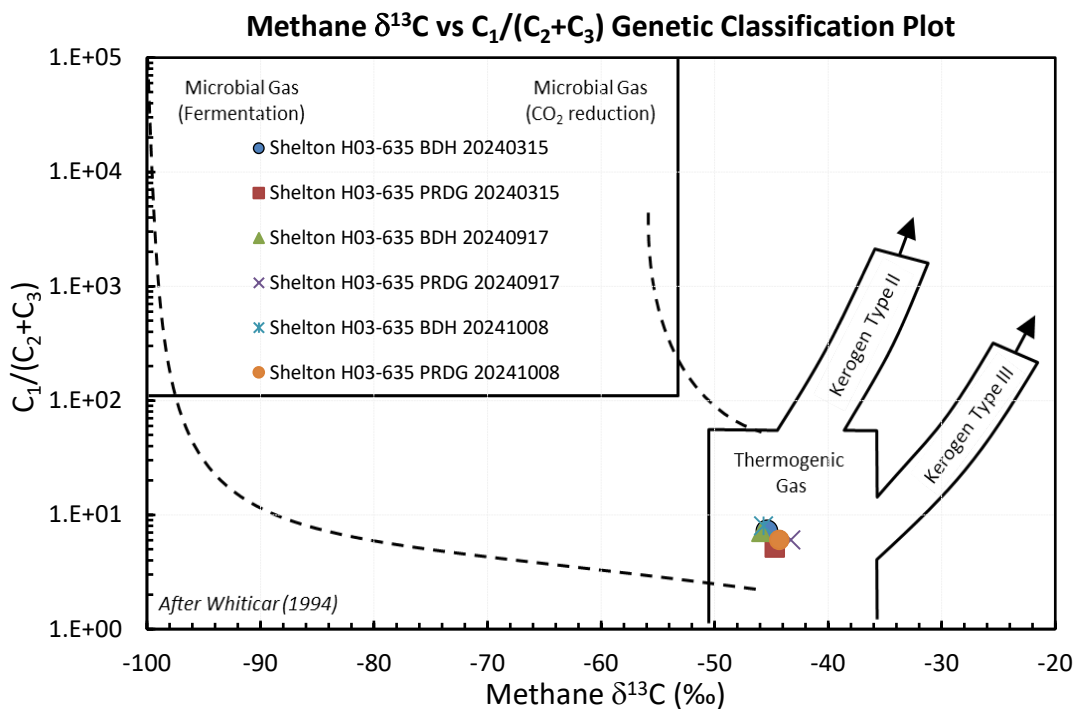 Methane δ¹³C vs C₁/(C₂+C₃) Genetic Classification Plot
C₁/(C₂+C₃)
1.E+05
1.E+04
1.E+03
1.E+02
1.E+01
1.E+00
Microbial Gas
(Fermentation)
Microbial Gas
(CO₂ reduction)
Shelton H03-635 BDH 20240315
Shelton H03-635 PRDG 20240315
Shelton H03-635 BDH 20240917
Shelton H03-635 PRDG 20240917
Shelton H03-635 BDH 20241008
Shelton H03-635 PRDG 20241008
Kerogen Type II
Kerogen Type III
Thermogenic
Gas
After Whiticar (1994)
-100 -90 -80 -70 -60 -50 -40 -30 -20
Methane δ¹³C (‰)